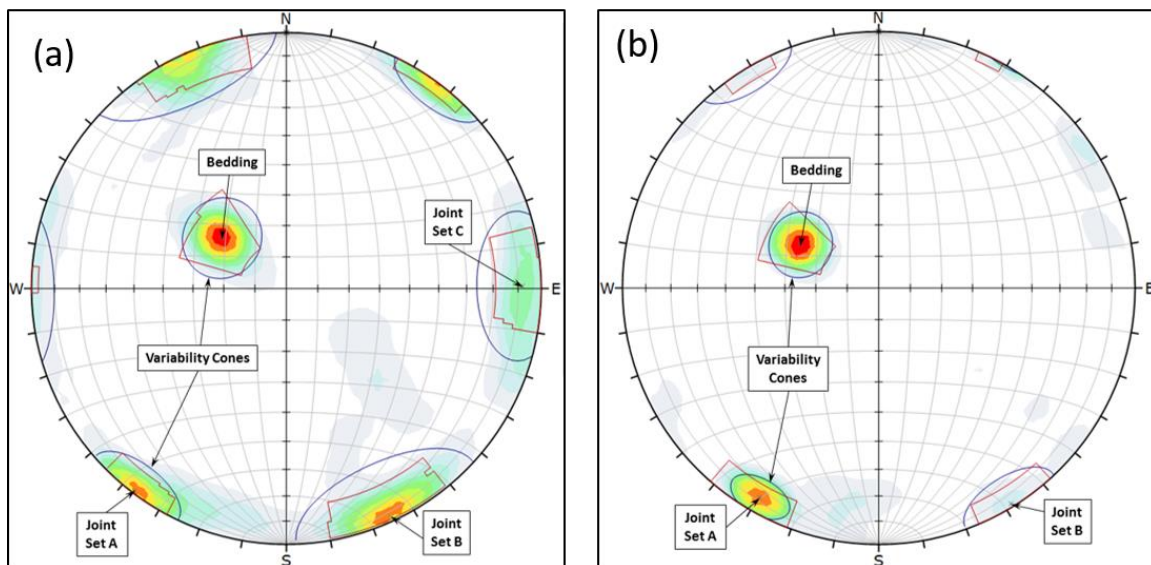 (a)
N
Bedding
Joint
Set C
W
E
Variability Cones
Joint
Set A
Joint
Set B
S
(b)
N
Bedding
W
E
Variability
Cones
Joint
Set A
Joint
Set B
S